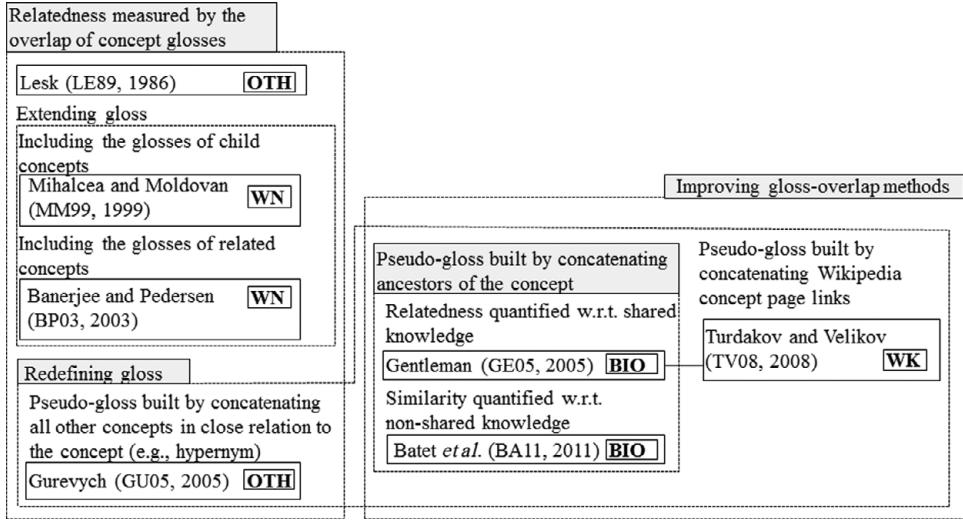 Relatedness measured by the
overlap of concept glosses
Lesk (LE89, 1986) OTH
Extending gloss
Including the glosses of child
concepts
Mihalcea and Moldovan WN
(MM99, 1999)
Including the glosses of related
concepts
Banerjee and Pedersen WN
(BP03, 2003)
Redefining gloss
Pseudo-gloss built by concatenating
all other concepts in close relation to
the concept (e.g., hypernym)
Gurevych (GU05, 2005) OTH
Improving gloss-overlap methods
Pseudo-gloss built by concatenating
ancestors of the concept
Relatedness quantified w.r.t. shared
knowledge
Gentleman (GE05, 2005) BIO
Similarity quantified w.r.t.
non-shared knowledge
Batet et al. (BA11, 2011) BIO
Pseudo-gloss built by
concatenating Wikipedia
concept page links
Turdakov and Velikov
(TV08, 2008) WK